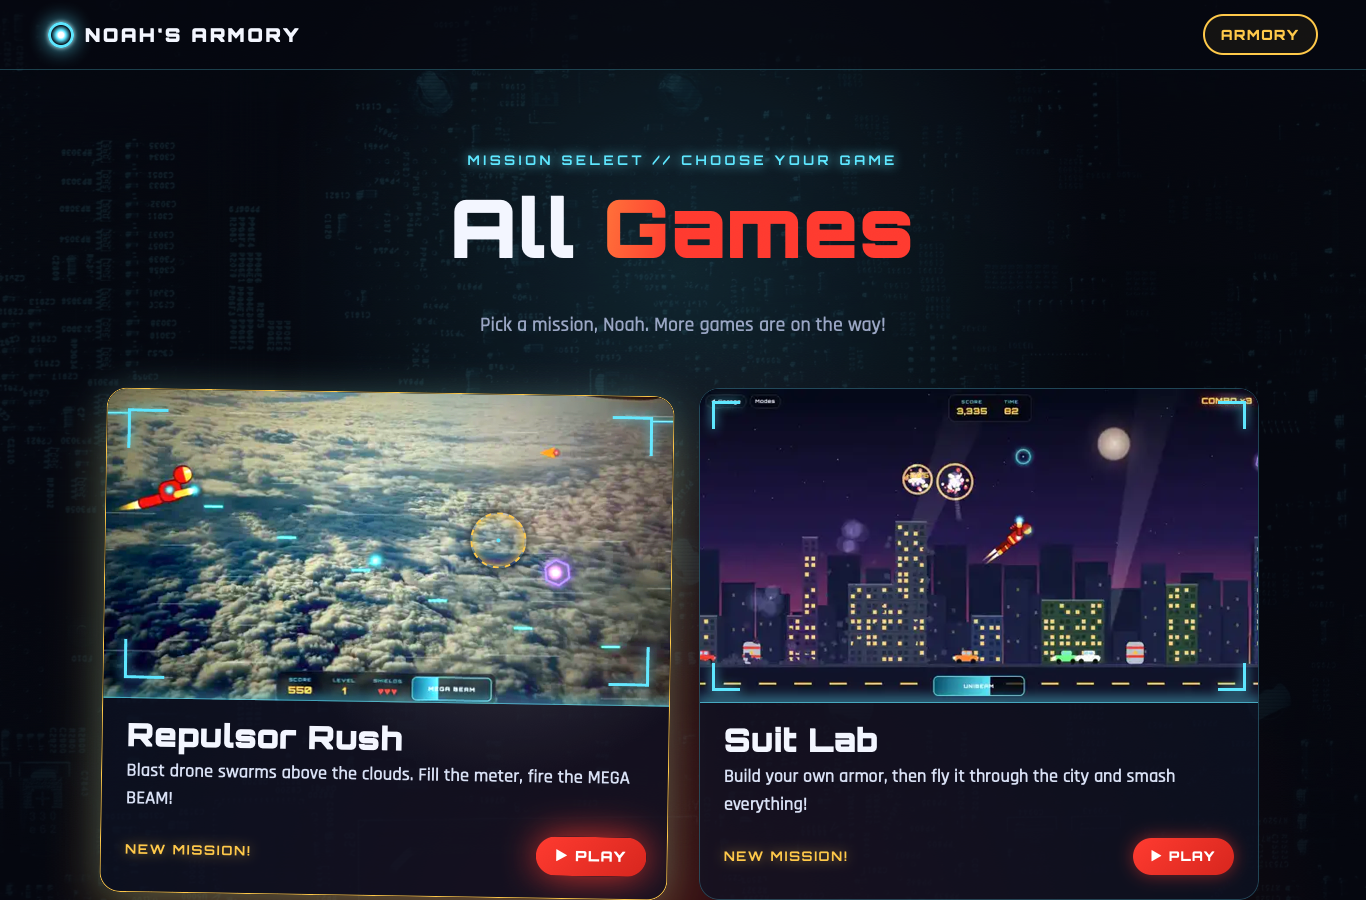 NOAH'S ARMORY
ARMORY
MISSION SELECT // CHOOSE YOUR GAME
All Games
Pick a mission, Noah. More games are on the way!
SCORE LEVEL SHIELDS
550 1
MEGA BEAM
Repulsor Rush
Blast drone swarms above the clouds. Fill the meter, fire the MEGA
BEAM!
NEW MISSION!
PLAY
Modes
SCORE TIME
3,335 82
COMBO x3
UNIBEAM
Suit Lab
Build your own armor, then fly it through the city and smash
everything!
NEW MISSION!
PLAY